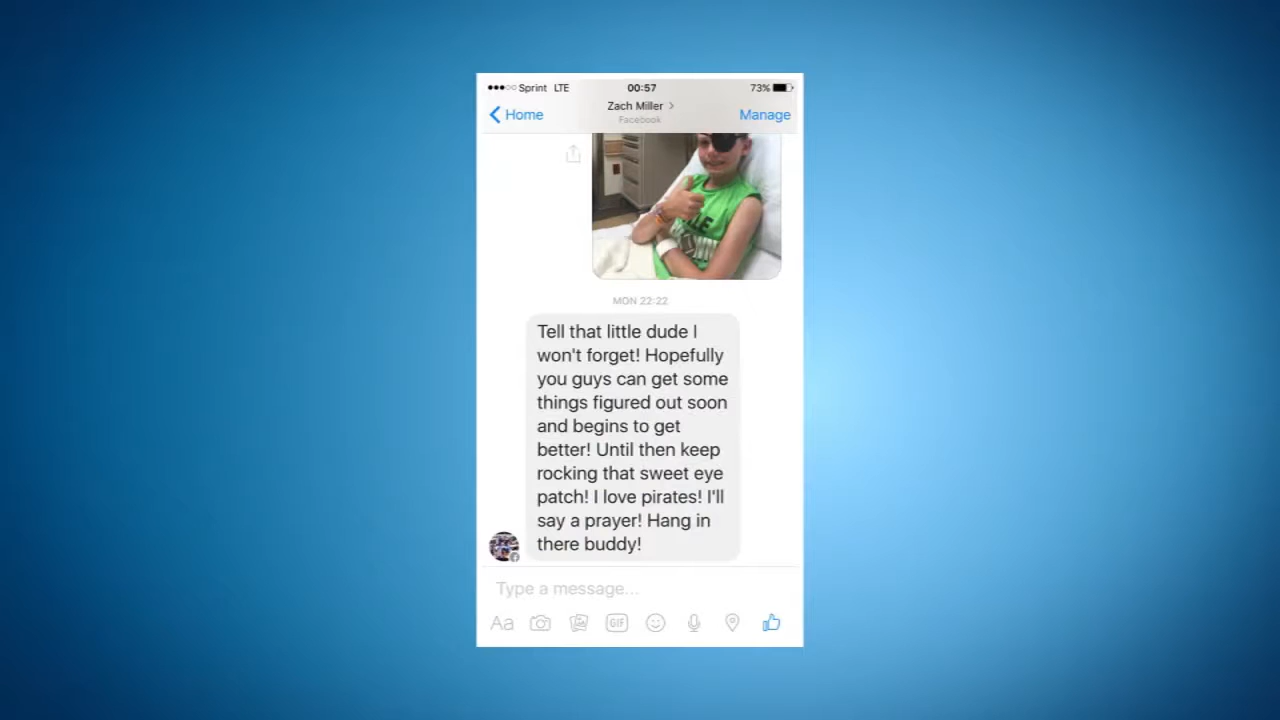 Sprint LTE 00:57 73%
Home Zach Miller Manage
Facebook
MON 22:22
Tell that little dude I
won't forget! Hopefully
you guys can get some
things figured out soon
and begins to get
better! Until then keep
rocking that sweet eye
patch! I love pirates! I'll
say a prayer! Hang in
there buddy!
Type a message...
Aa GIF